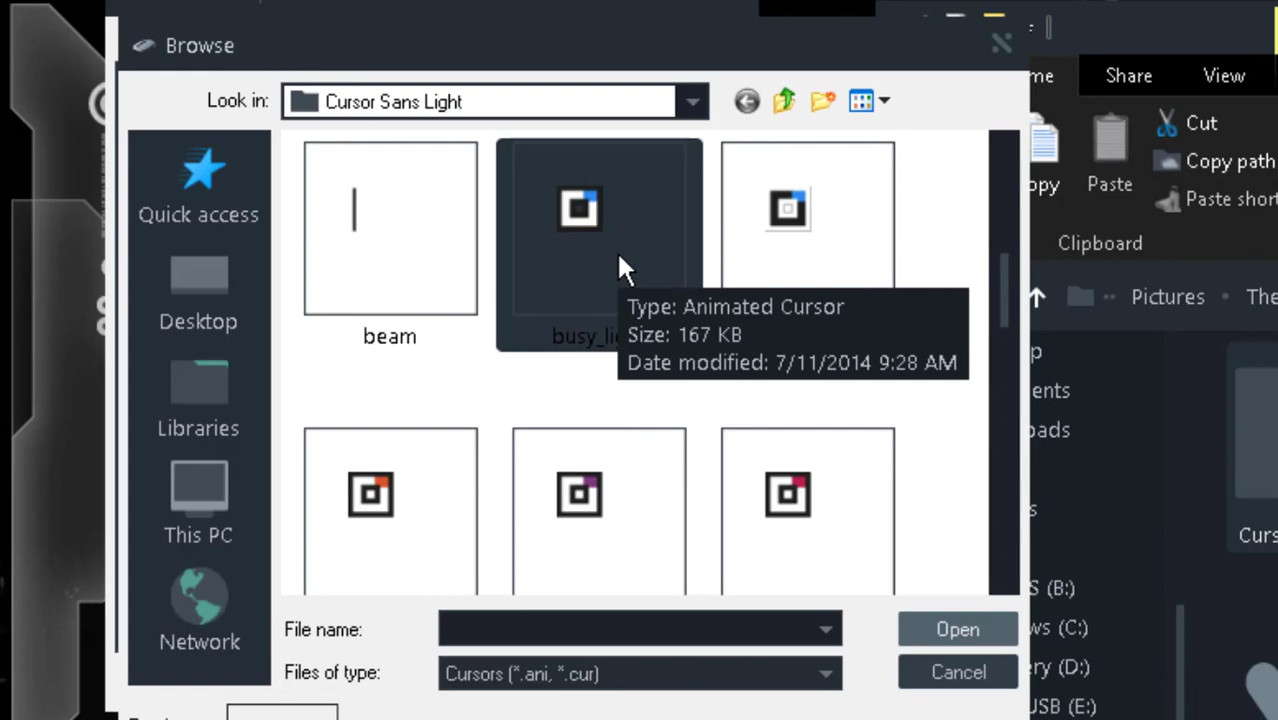 Browse
Look in:
Cursor Sans Light
Quick access
Desktop
Libraries
This PC
Network
beam
Type: Animated Cursor
Size: 167 KB
Date modified: 7/11/2014 9:28 AM
File name:
Open
Files of type:
Cursors (*.ani, *.cur)
Cancel
Share
View
Cut
Copy path
Paste
Clipboard
Pictures
(B:)
(C:)
(D:)
USB (E:)